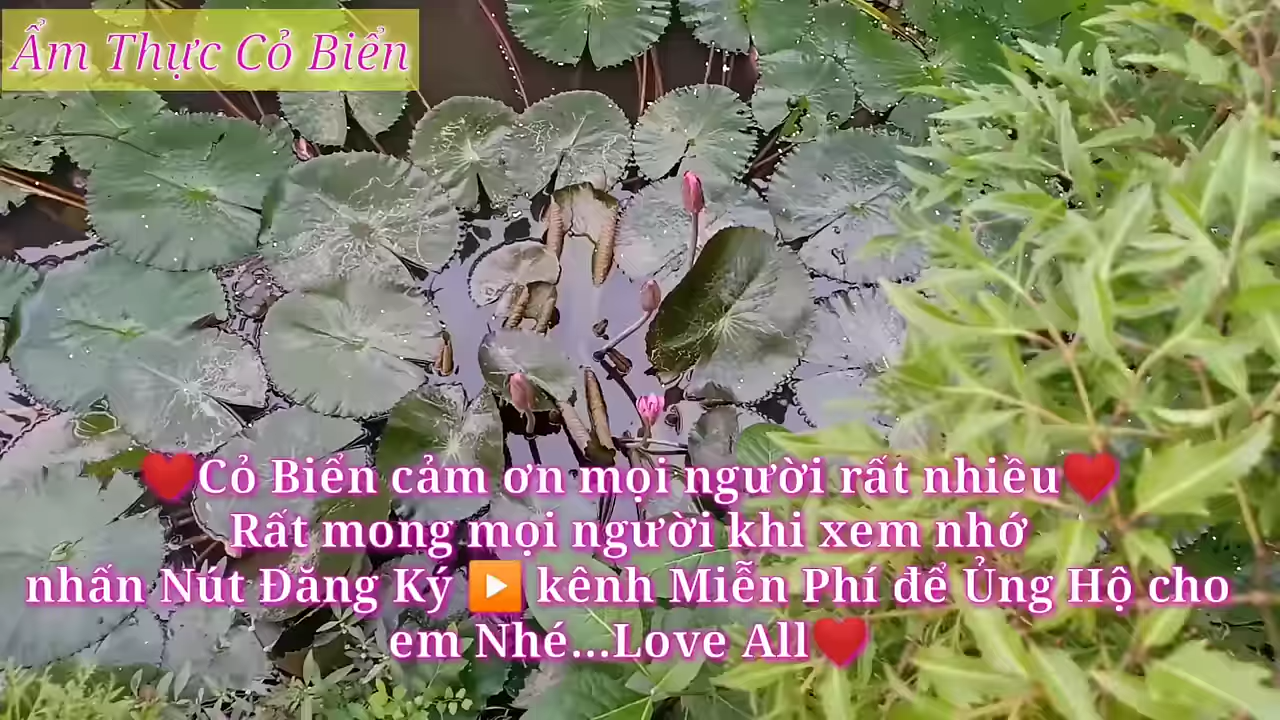 Ẩm Thực Cỏ Biển
❤️Cỏ Biển cảm ơn mọi người rất nhiều❤️
Rất mong mọi người khi xem nhớ
nhấn Nút Đăng Ký ▶️ kênh Miễn Phí để Ủng Hộ cho
em Nhé...Love All❤️